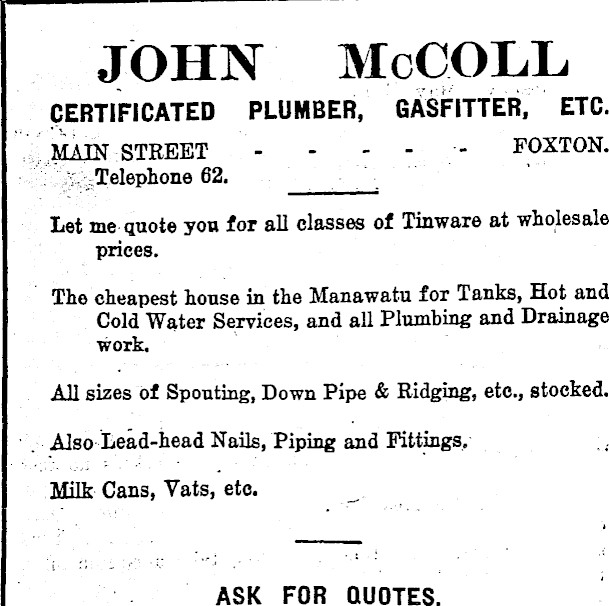 JOHN McCOLL
CERTIFICATED PLUMBER, GASFITTER, ETC.
MAIN STREET - - - - - FOXTON.
Telephone 62.
Let me quote you for all classes of Tinware at wholesale
prices.
The cheapest house in the Manawatu for Tanks, Hot and
Cold Water Services, and all Plumbing and Drainage
work.
All sizes of Spouting, Down Pipe & Ridging, etc., stocked.
Also Lead-head Nails, Piping and Fittings.
Milk Cans, Vats, etc.
ASK FOR QUOTES.